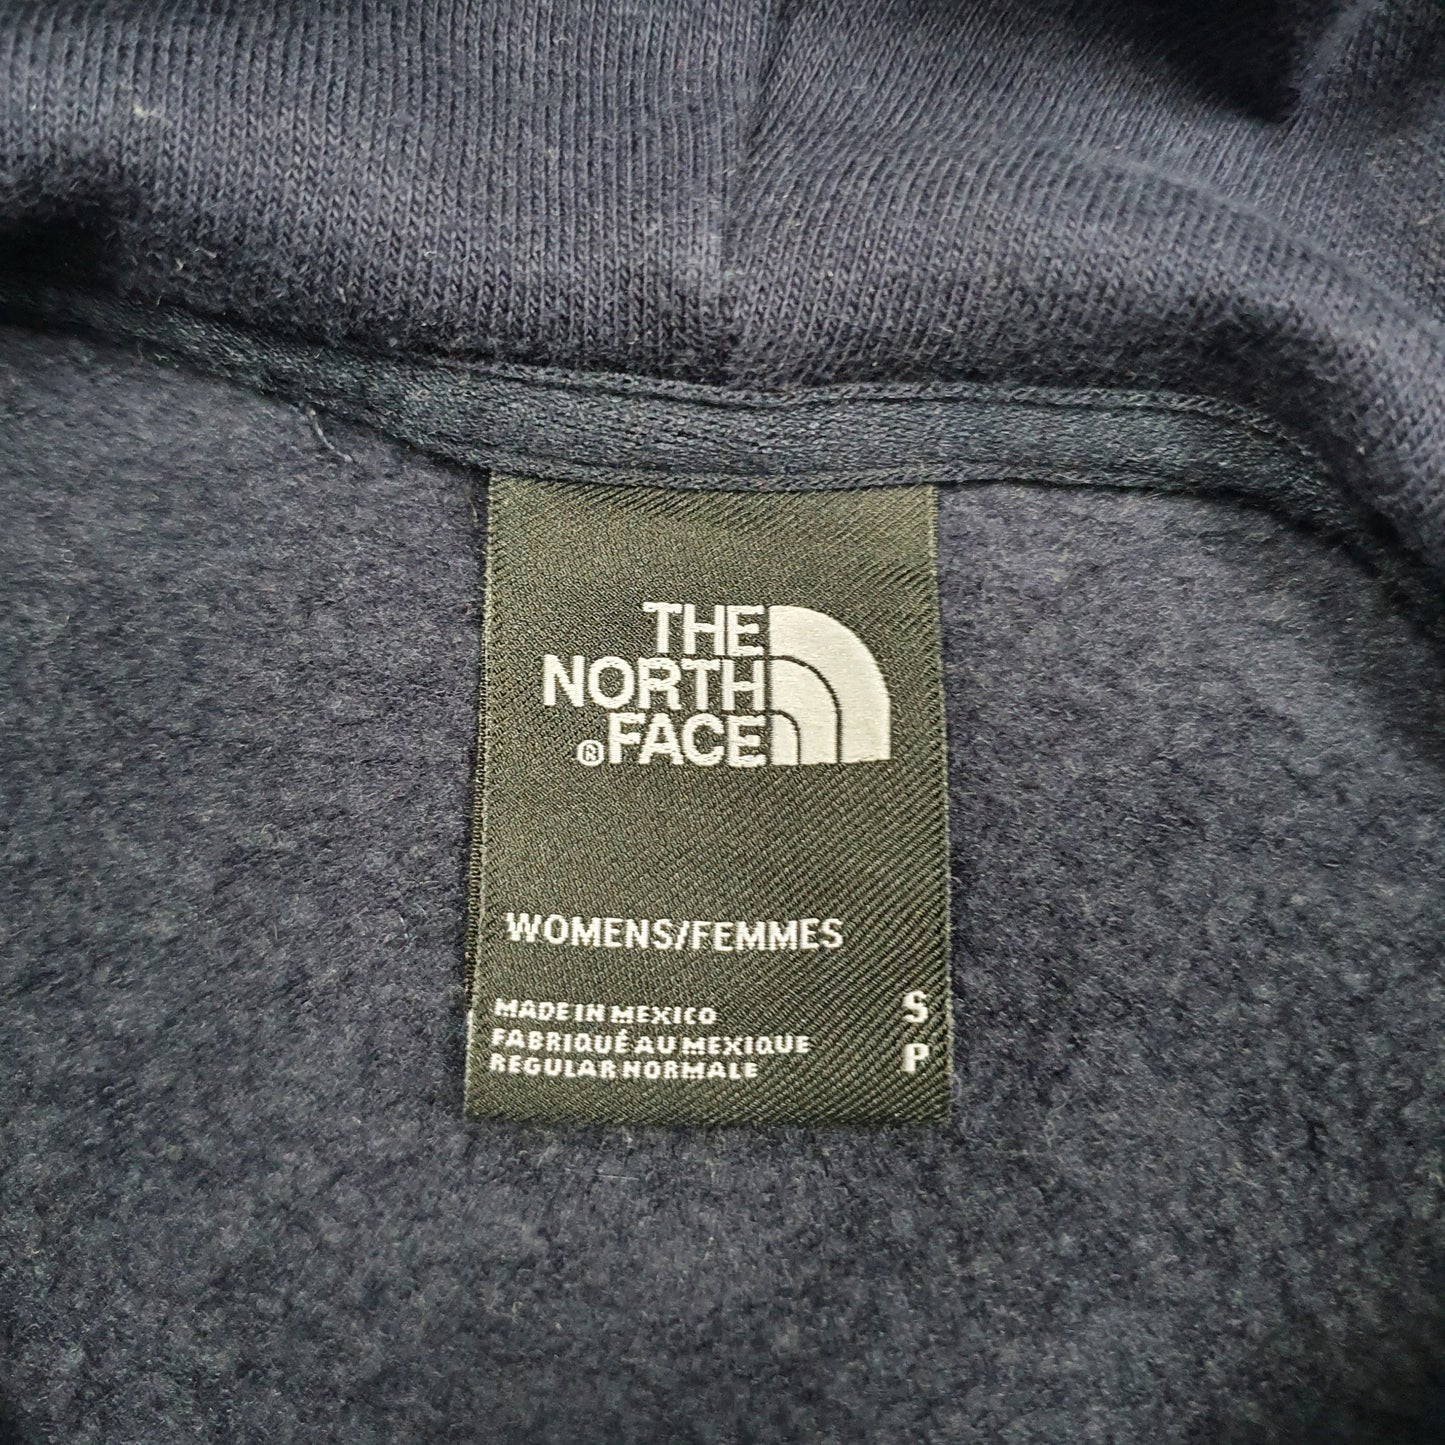 THE
NORTH
® FACE
WOMENS/FEMMES
MADE IN MEXICO S
FABRIQUÉ AU MEXIQUE P
REGULAR NORMALE